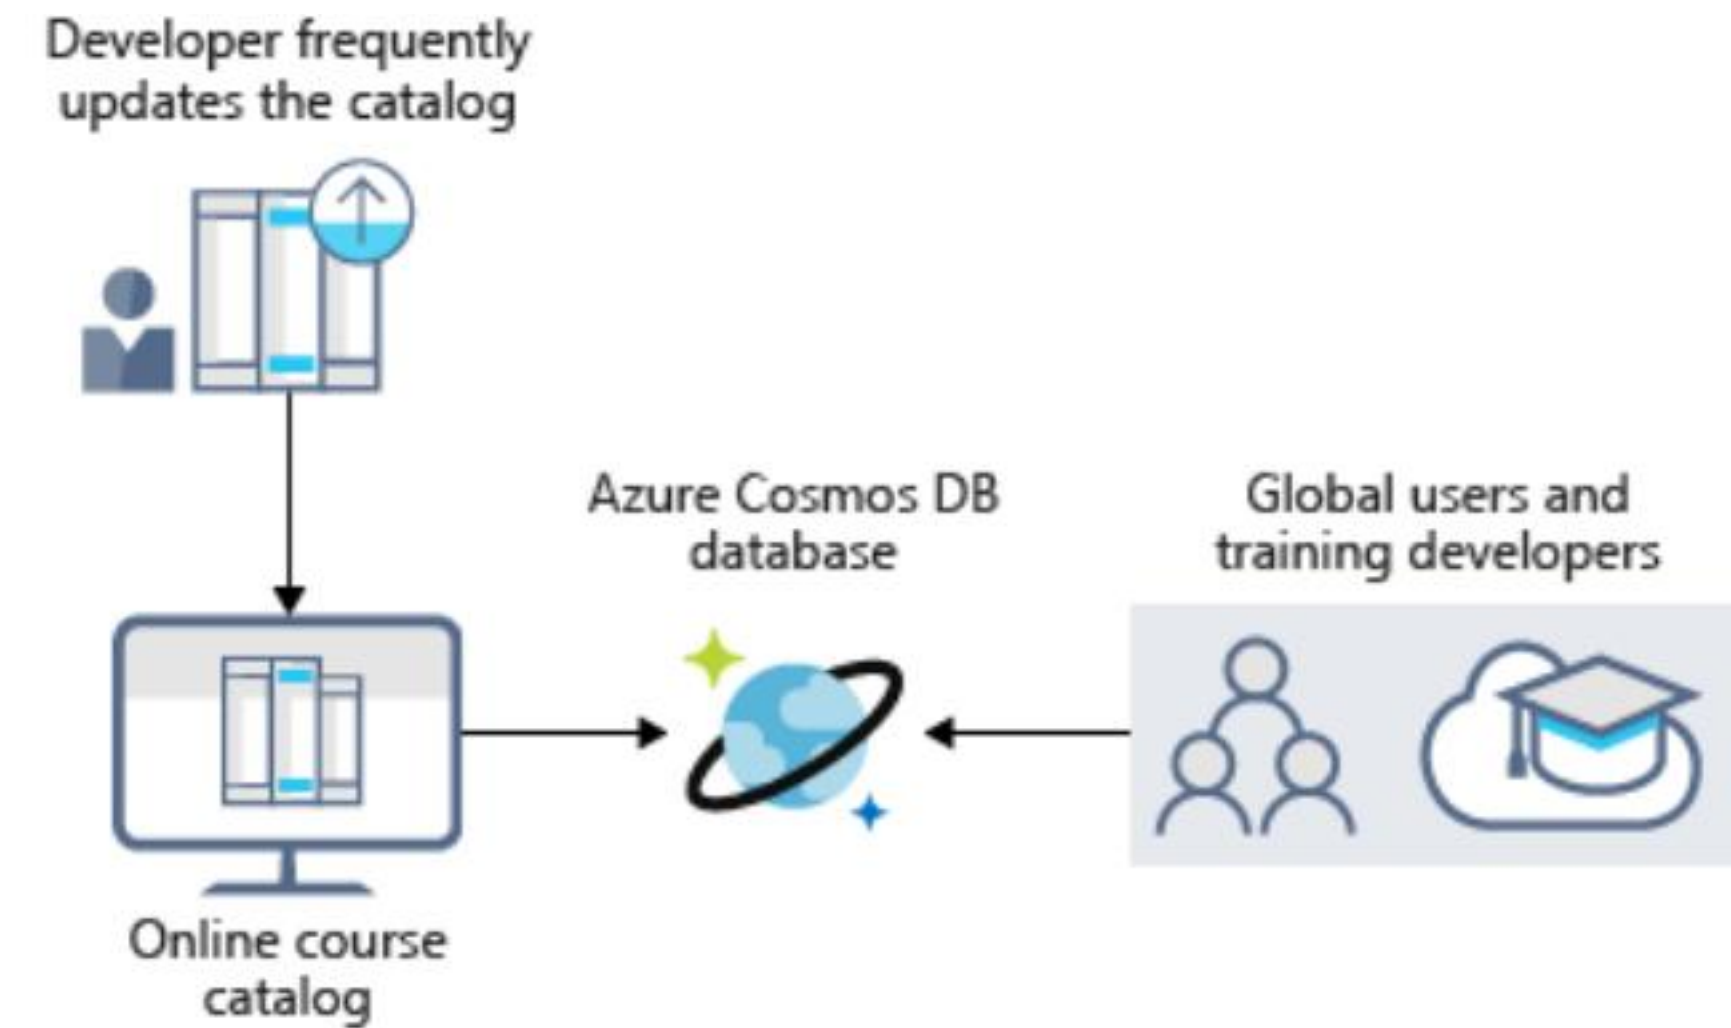 Developer frequently
updates the catalog
Azure Cosmos DB
database
Global users and
training developers
Online course
catalog